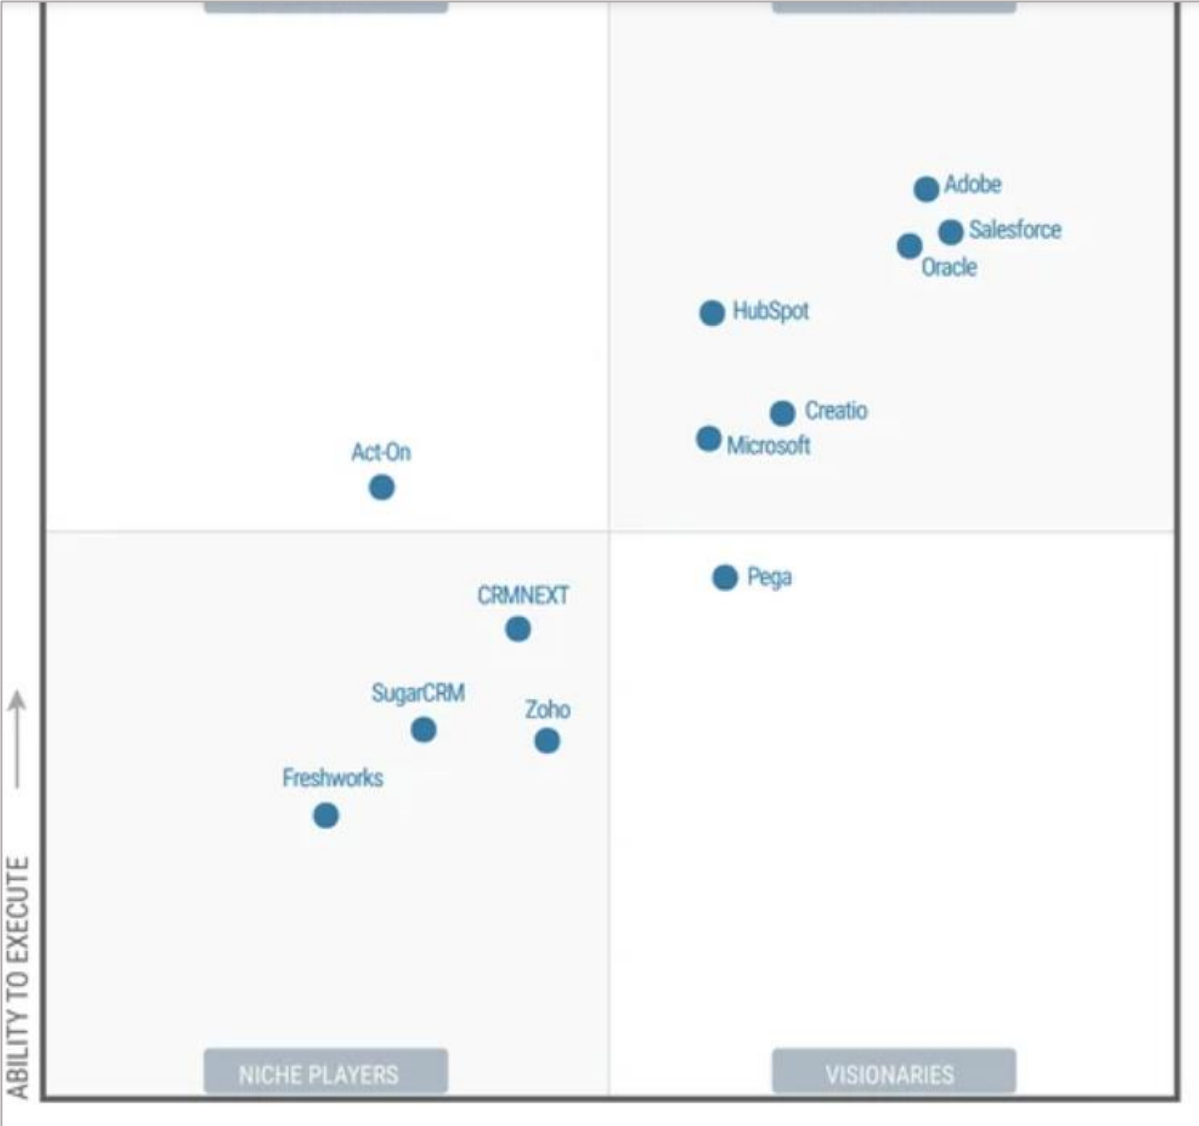 Adobe
Salesforce
Oracle
HubSpot
Creatio
Microsoft
Act-On
Pega
CRMNEXT
SugarCRM
Zoho
Freshworks
ABILITY TO EXECUTE
NICHE PLAYERS
VISIONARIES